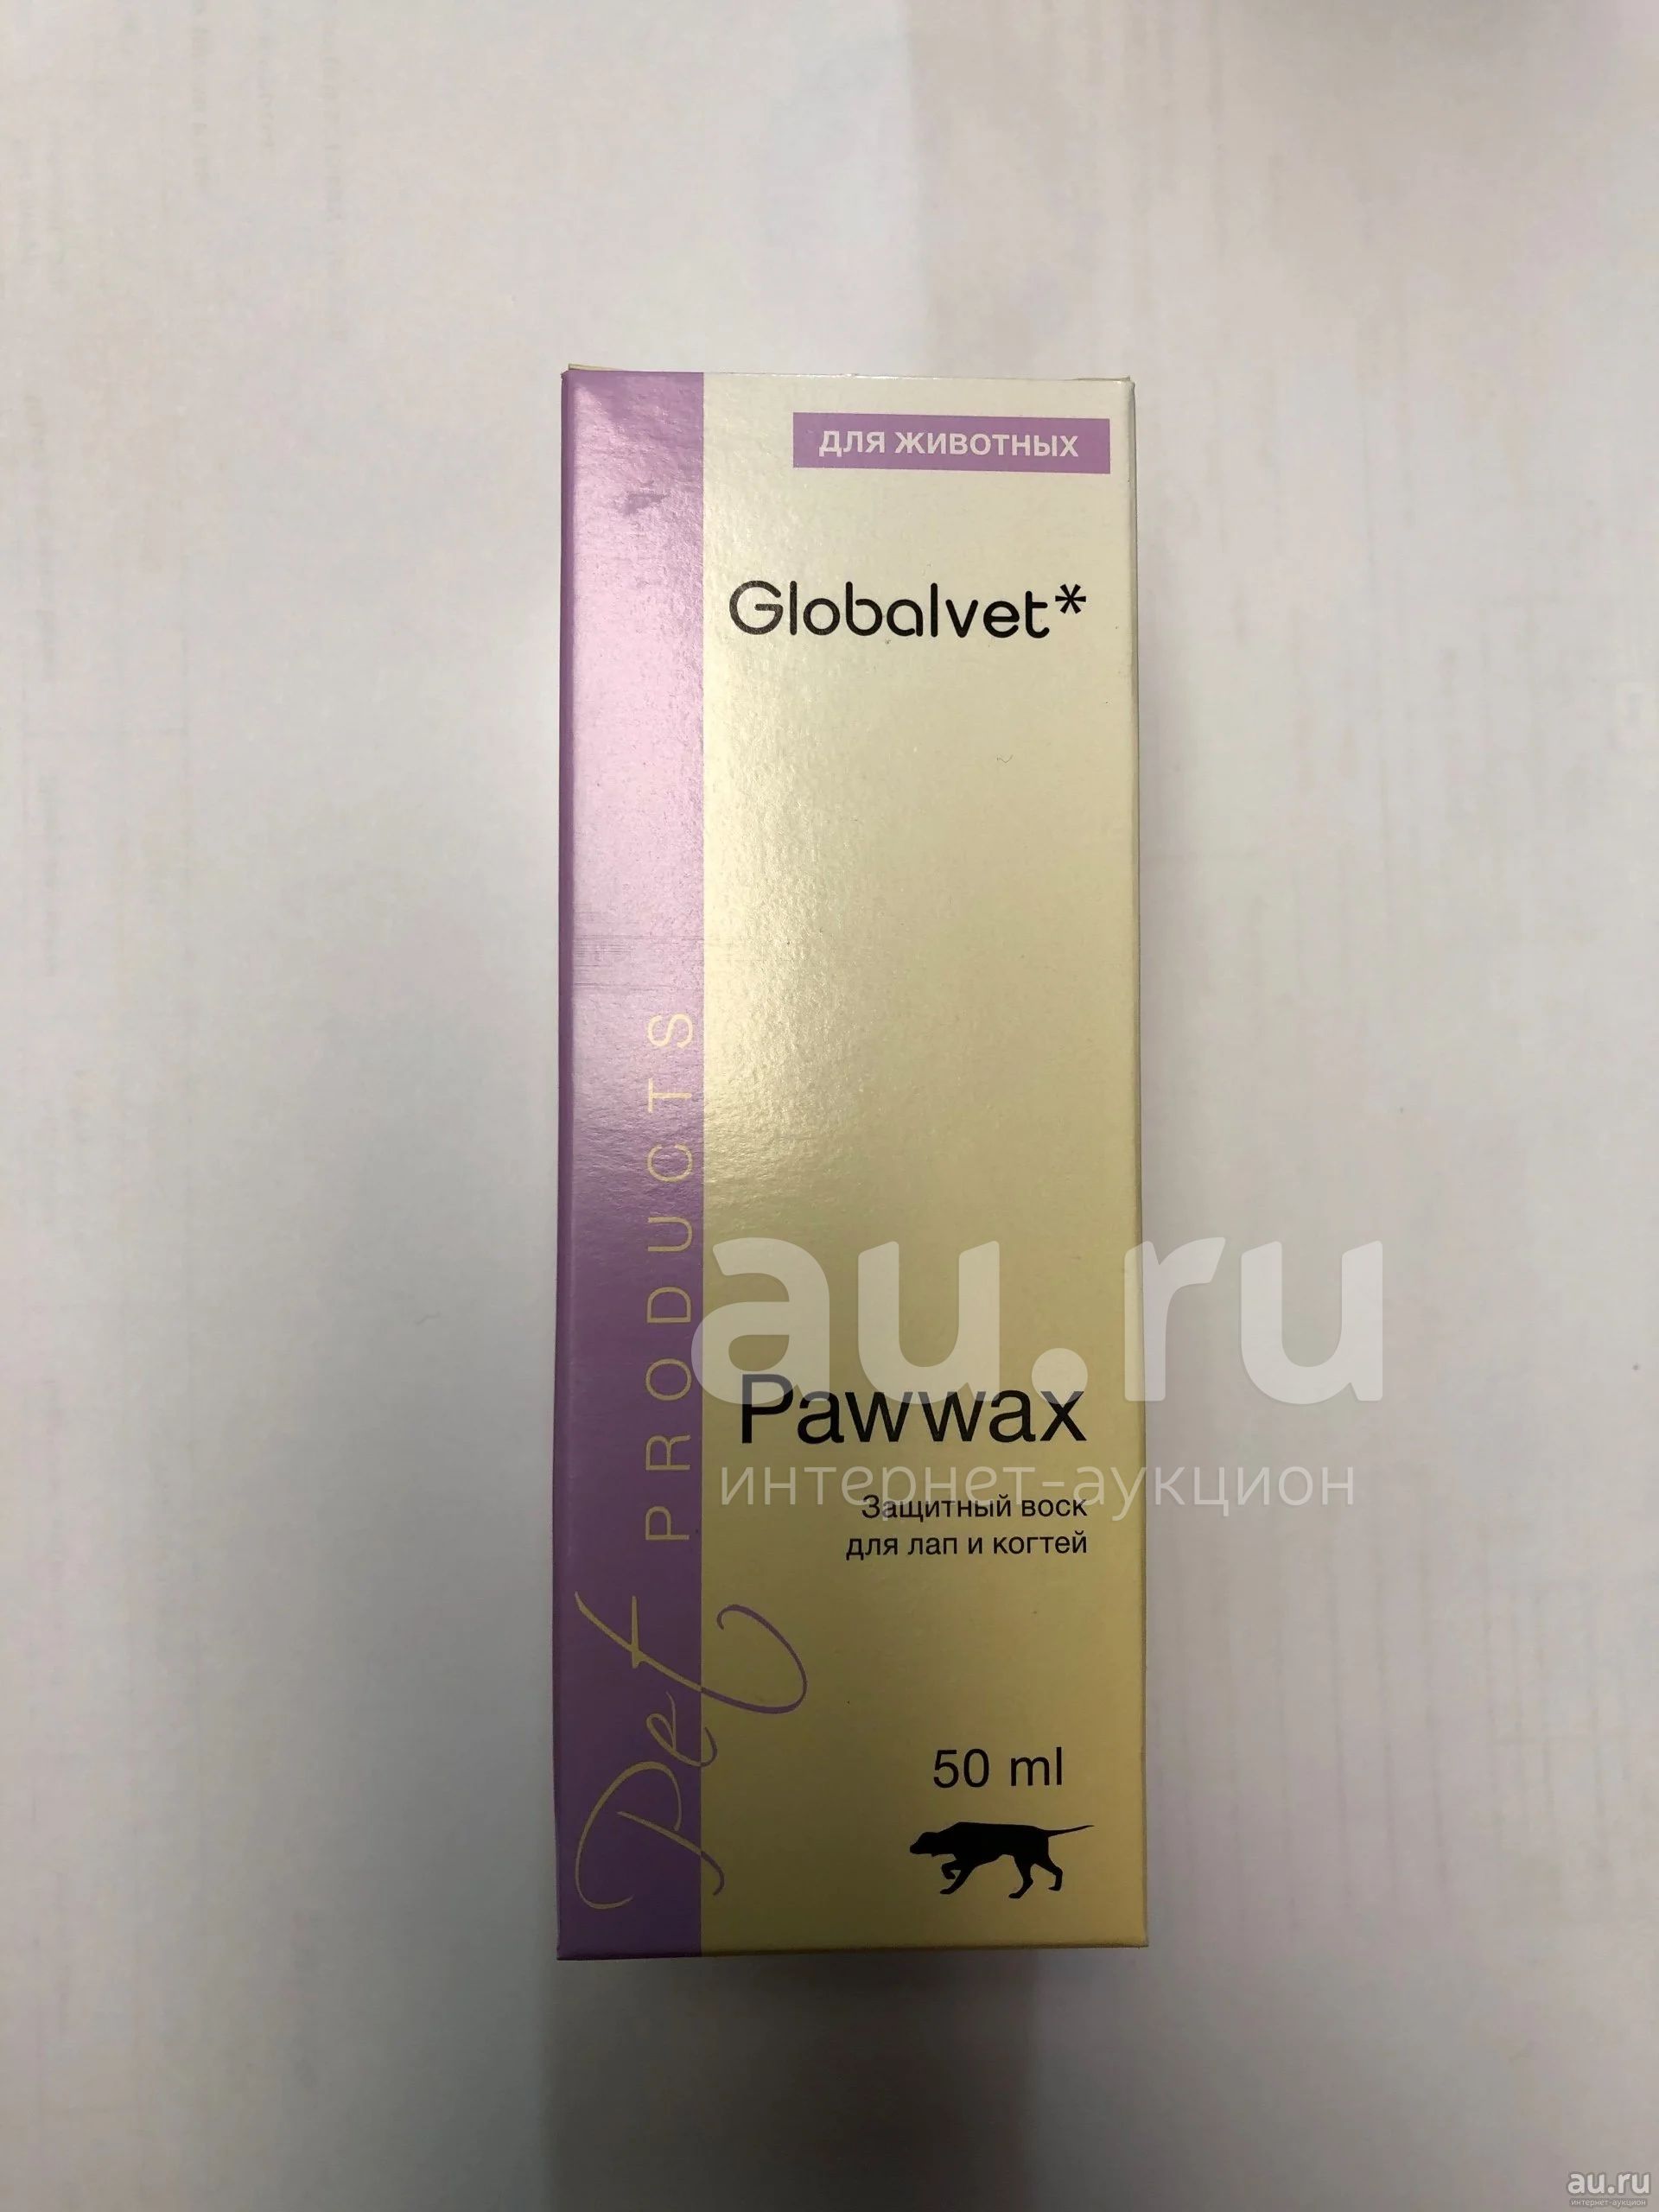 ДЛЯ ЖИВОТНЫХ
Globalvet*
Pet PRODUCTS
au.ru
Pawwax
интернет-аукцион
Защитный воск
для лап и когтей
50 ml
au.ru
интернет-аукцион